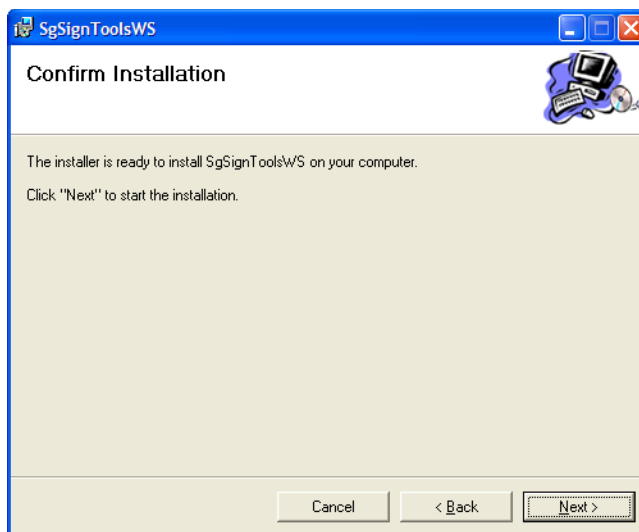 SgSignToolsWS
Confirm Installation
The installer is ready to install SgSignToolsWS on your computer.
Click "Next" to start the installation.
Cancel
< Back
Next >